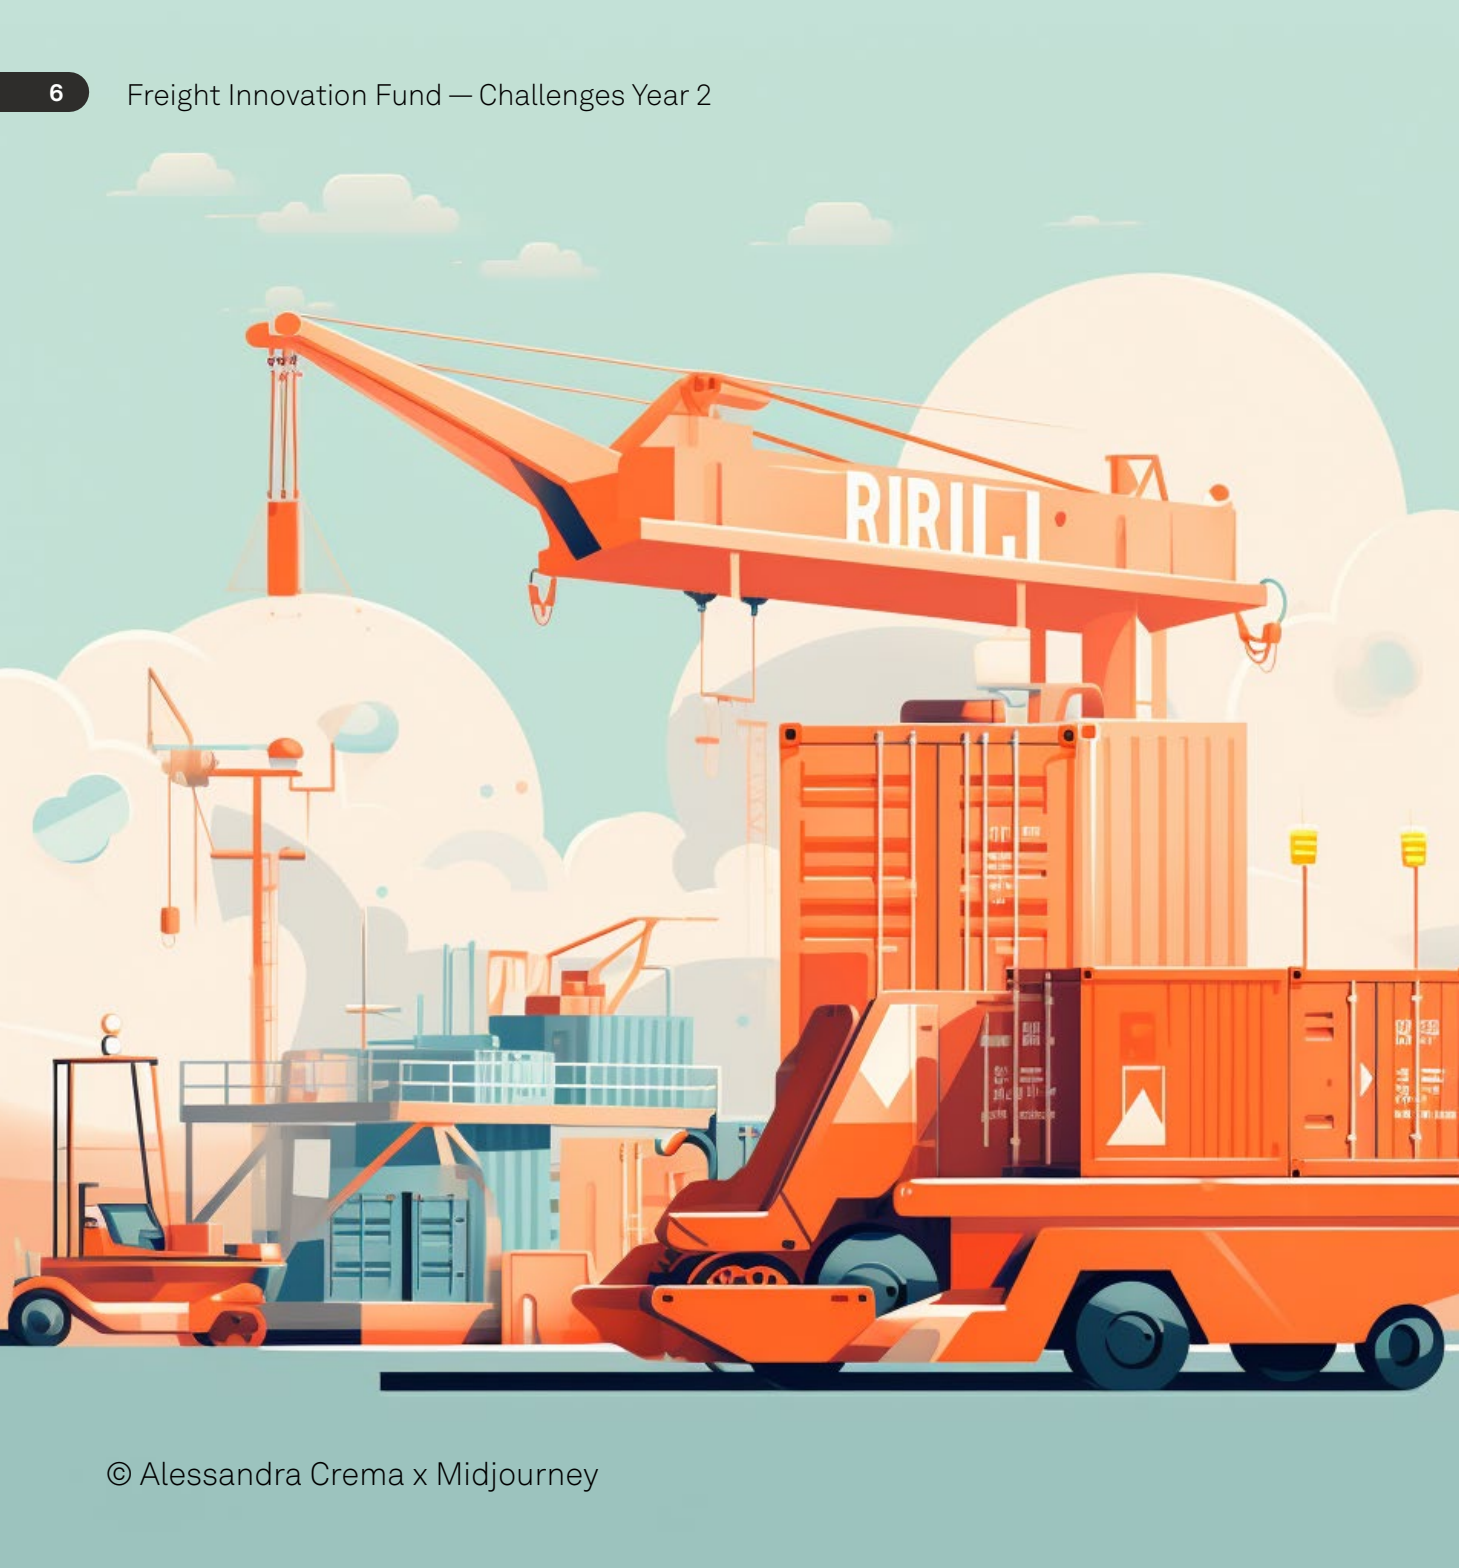 6
Freight Innovation Fund — Challenges Year 2
© Alessandra Crema x Midjourney